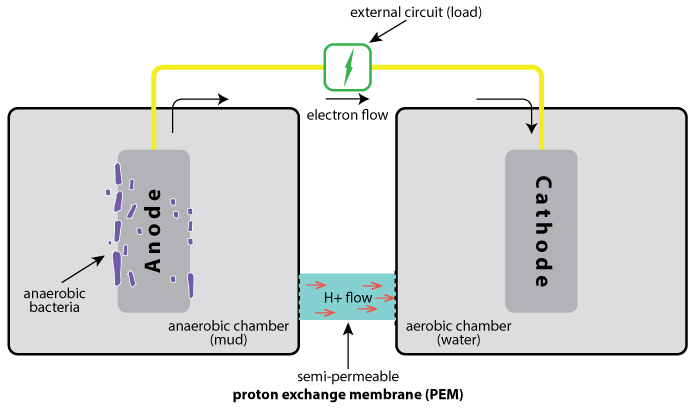 external circuit (load)
electron flow
Anode
Cathode
anaerobic
bacteria
H+ flow
anaerobic chamber
(mud)
aerobic chamber
(water)
semi-permeable
proton exchange membrane (PEM)